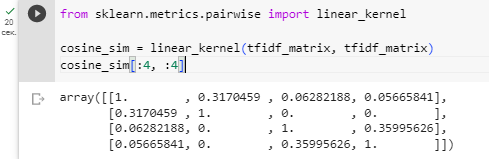 from sklearn.metrics.pairwise import linear_kernel
20
сек.
cosine_sim = linear_kernel(tfidf_matrix, tfidf_matrix)
cosine_sim[:4, :4]
array([[1.        , 0.3170459 , 0.06282188, 0.05665841],
       [0.3170459 , 1.        , 0.        , 0.        ],
       [0.06282188, 0.        , 1.        , 0.35995626],
       [0.05665841, 0.        , 0.35995626, 1.        ]])